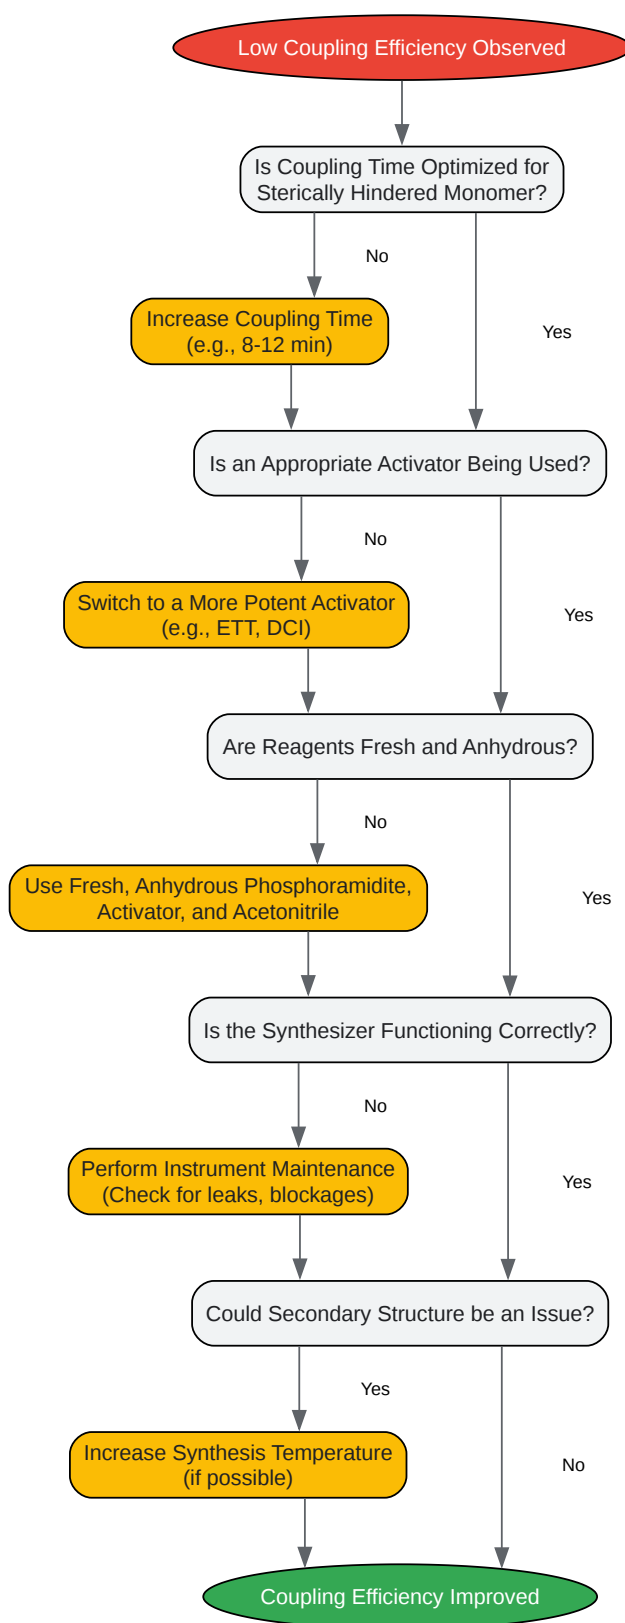 Low Coupling Efficiency Observed
Is Coupling Time Optimized for
Sterically Hindered Monomer?
No
Increase Coupling Time
(e.g., 8-12 min)
Yes
Is an Appropriate Activator Being Used?
No
Switch to a More Potent Activator
(e.g., ETT, DCI)
Yes
Are Reagents Fresh and Anhydrous?
No
Use Fresh, Anhydrous Phosphoramidite,
Activator, and Acetonitrile
Yes
Is the Synthesizer Functioning Correctly?
No
Perform Instrument Maintenance
(Check for leaks, blockages)
Yes
Could Secondary Structure be an Issue?
Yes
Increase Synthesis Temperature
(if possible)
No
Coupling Efficiency Improved